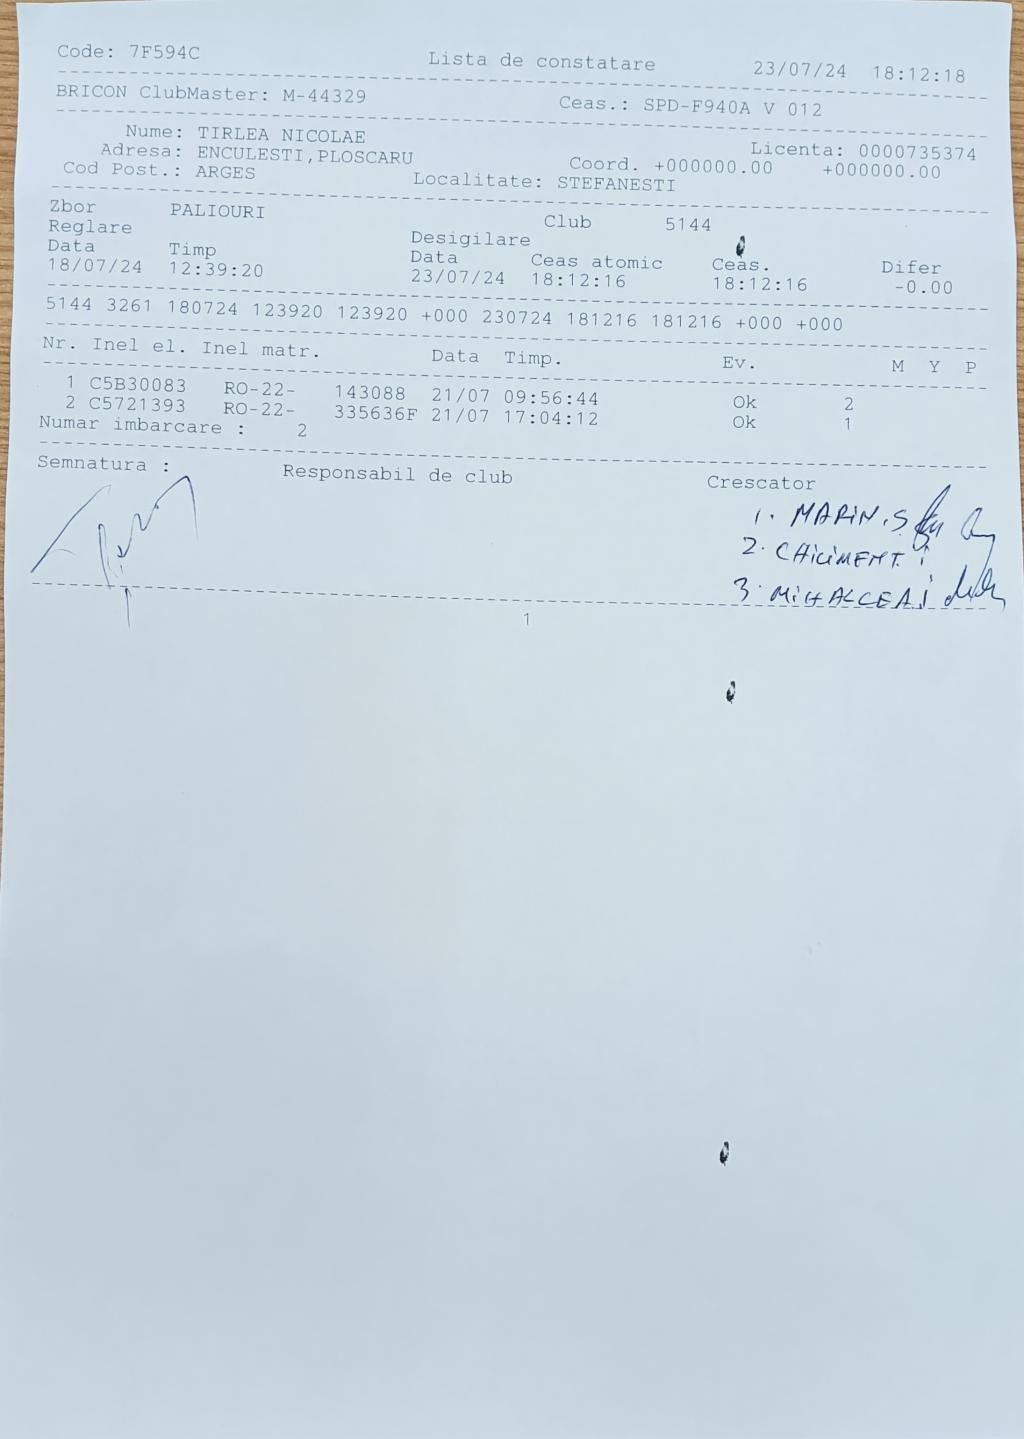 Code: 7F594C Lista de constatare 23/07/24 18:12:18
BRICON ClubMaster: M-44329 Ceas.: SPD-F940A V 012
Nume: TIRLEA NICOLAE Licenta: 0000735374
Adresa: ENCULESTI,PLOSCARU Coord. +000000.00 +000000.00
Cod Post.: ARGES Localitate: STEFANESTI
Zbor PALIOURI Club 5144
Reglare Desigilare
Data Timp Data Ceas atomic Ceas. Difer
18/07/24 12:39:20 23/07/24 18:12:16 18:12:16 -0.00
5144 3261 180724 123920 123920 +000 230724 181216 181216 +000 +000
Nr. Inel el. Inel matr. Data Timp. Ev. M Y P
1 C5B30083 RO-22- 143088 21/07 09:56:44 Ok 2
2 C5721393 RO-22- 335636F 21/07 17:04:12 Ok 1
Numar imbarcare : 2
Semnatura : Responsabil de club Crescator
1. MARIN.S
2. CHICIMENT.
3. MIHALCEA I
1